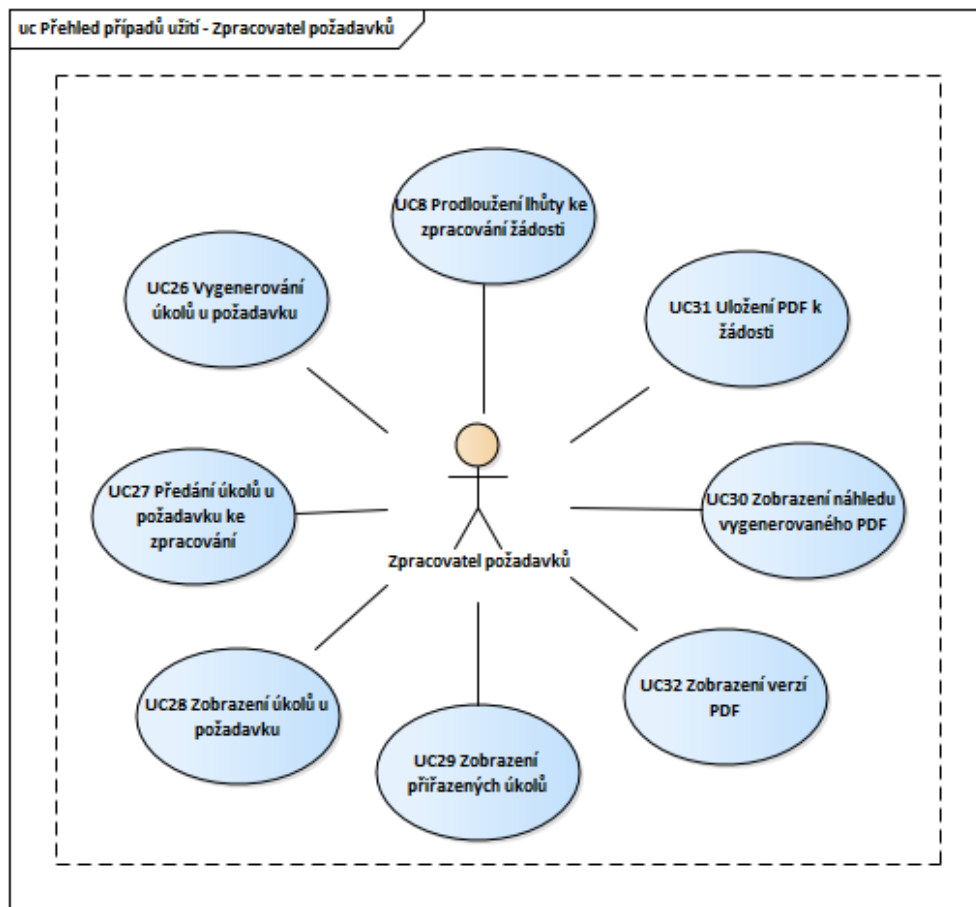 uc Přehled případů užití - Zpracovatel požadavků
UC8 Prodloužení lhůty ke
zpracování žádosti
UC26 Vygenerování
úkolů u požadavku
UC31 Uložení PDF k
žádosti
UC27 Předání úkolů u
požadavku ke
zpracování
UC30 Zobrazení náhledu
vygenerovaného PDF
Zpracovatel požadavků
UC28 Zobrazení úkolů u
požadavku
UC32 Zobrazení verzí
PDF
UC29 Zobrazení
přiřazených úkolů